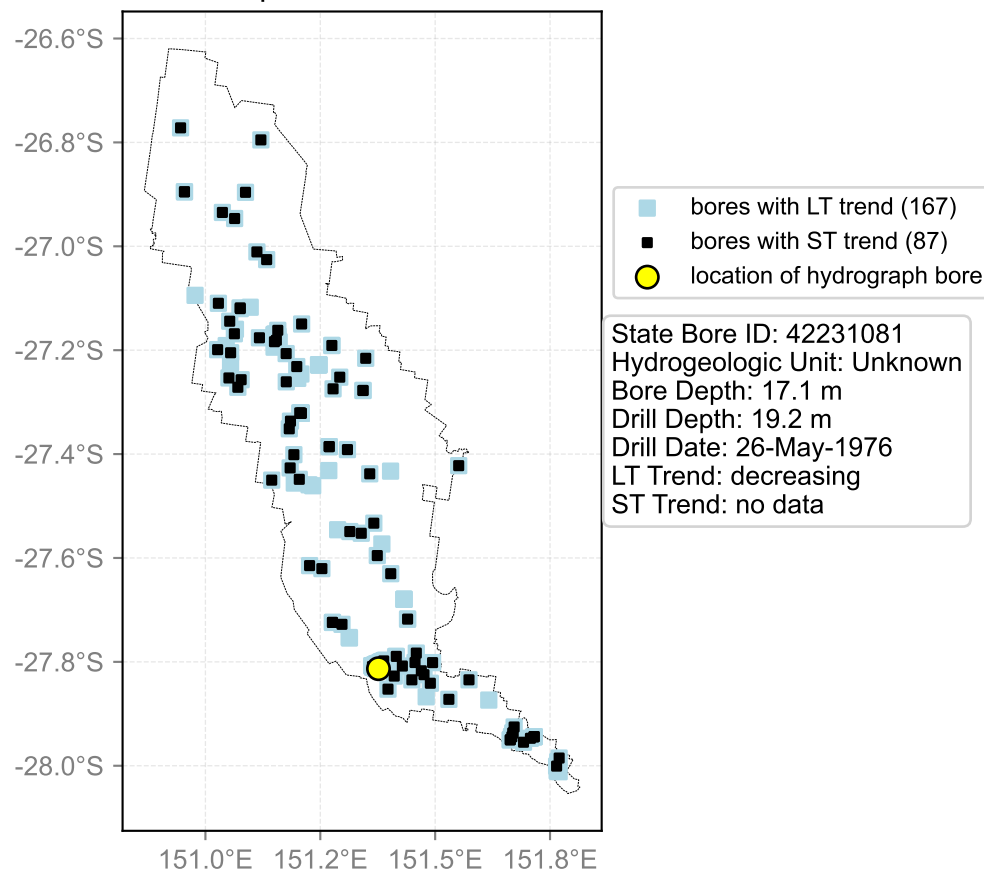 -26.6°S
-26.8°S
-27.0°S
-27.2°S
-27.4°S
-27.6°S
-27.8°S
-28.0°S
151.0°E 151.2°E 151.5°E 151.8°E
bores with LT trend (167)
bores with ST trend (87)
location of hydrograph bore
State Bore ID: 42231081
Hydrogeologic Unit: Unknown
Bore Depth: 17.1 m
Drill Depth: 19.2 m
Drill Date: 26-May-1976
LT Trend: decreasing
ST Trend: no data